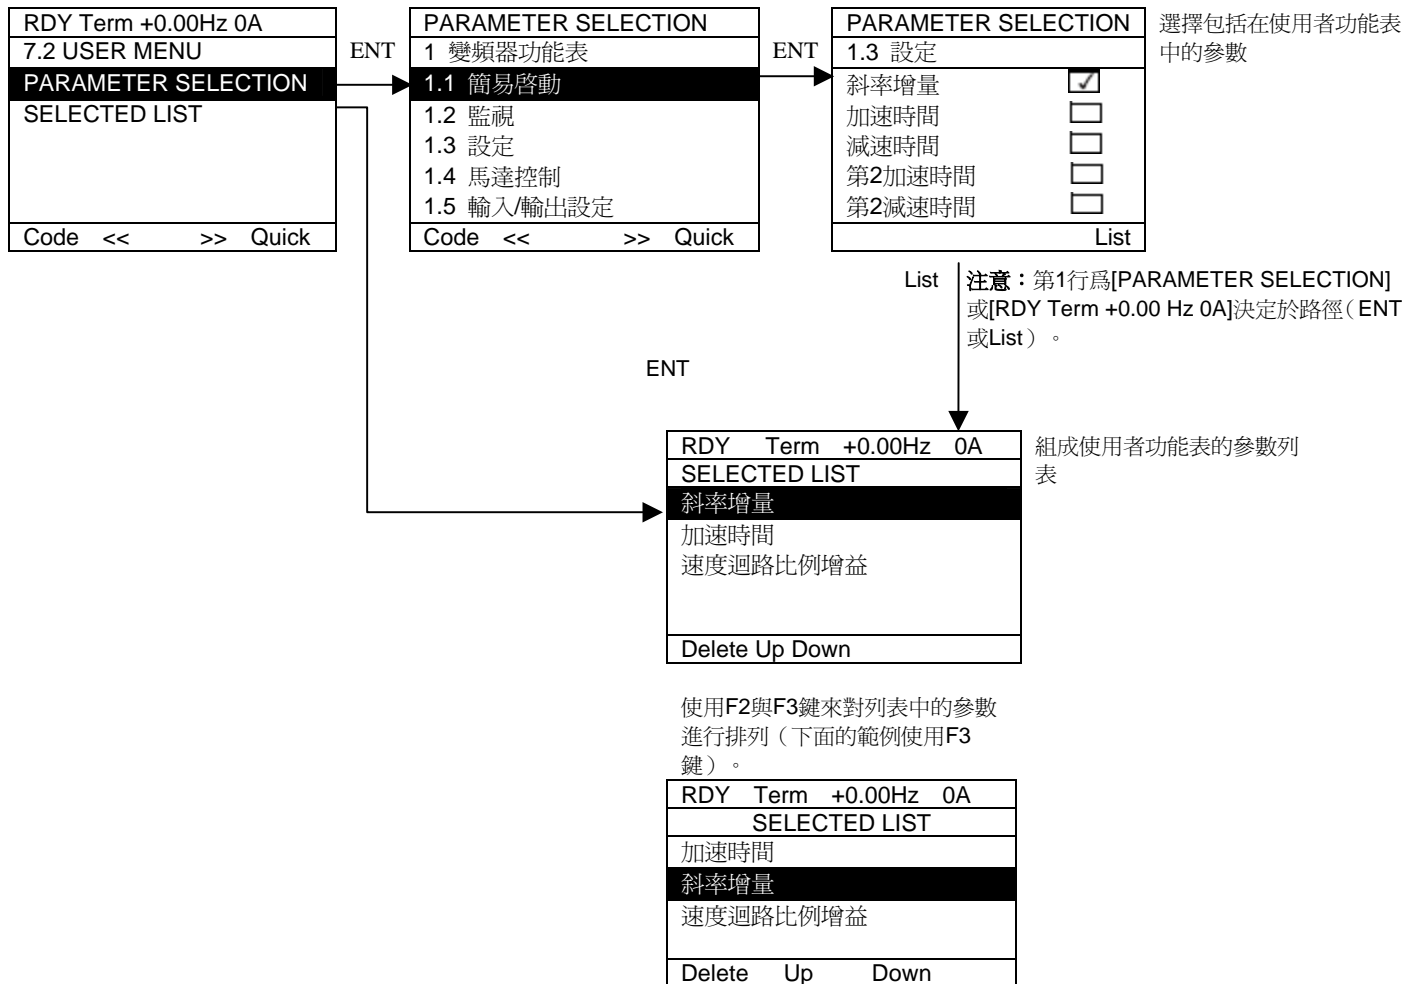 RDY Term +0.00Hz 0A
7.2 USER MENU
PARAMETER SELECTION
SELECTED LIST
Code << >> Quick
ENT
PARAMETER SELECTION
1 變頻器功能表
1.1 簡易啓動
1.2 監視
1.3 設定
1.4 馬達控制
1.5 輸入/輸出設定
Code << >> Quick
ENT
PARAMETER SELECTION
1.3 設定
斜率增量
加速時間
減速時間
第2加速時間
第2減速時間
List
選擇包括在使用者功能表
中的參數
List
注意：第1行爲[PARAMETER SELECTION]
或[RDY Term +0.00 Hz 0A]決定於路徑（ENT
或List）。
ENT
RDY Term +0.00Hz 0A
SELECTED LIST
斜率增量
加速時間
速度迴路比例增益
Delete Up Down
組成使用者功能表的參數列
表
使用F2與F3鍵來對列表中的參數
進行排列（下面的範例使用F3
鍵）。
RDY Term +0.00Hz 0A
SELECTED LIST
加速時間
斜率增量
速度迴路比例增益
Delete Up Down